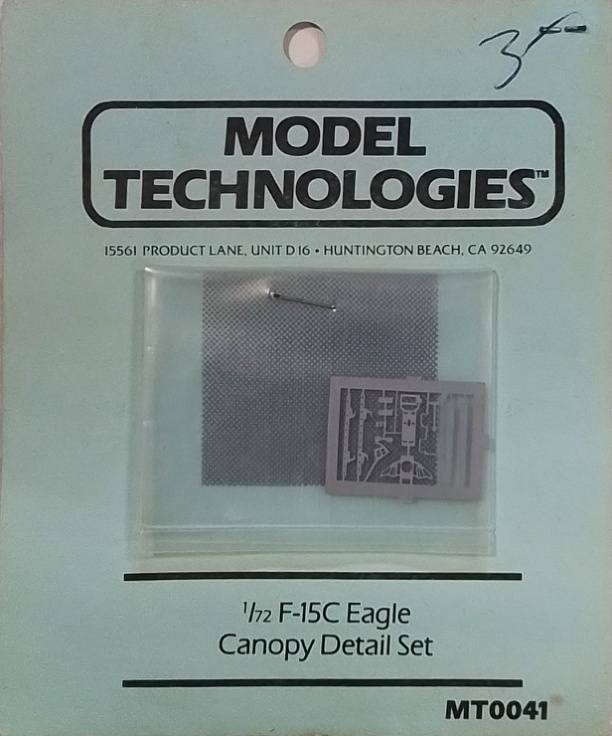 3
MODEL
TECHNOLOGIES™
15561 PRODUCT LANE, UNIT D16 • HUNTINGTON BEACH, CA 92649
1/72 F-15C Eagle
Canopy Detail Set
MT0041